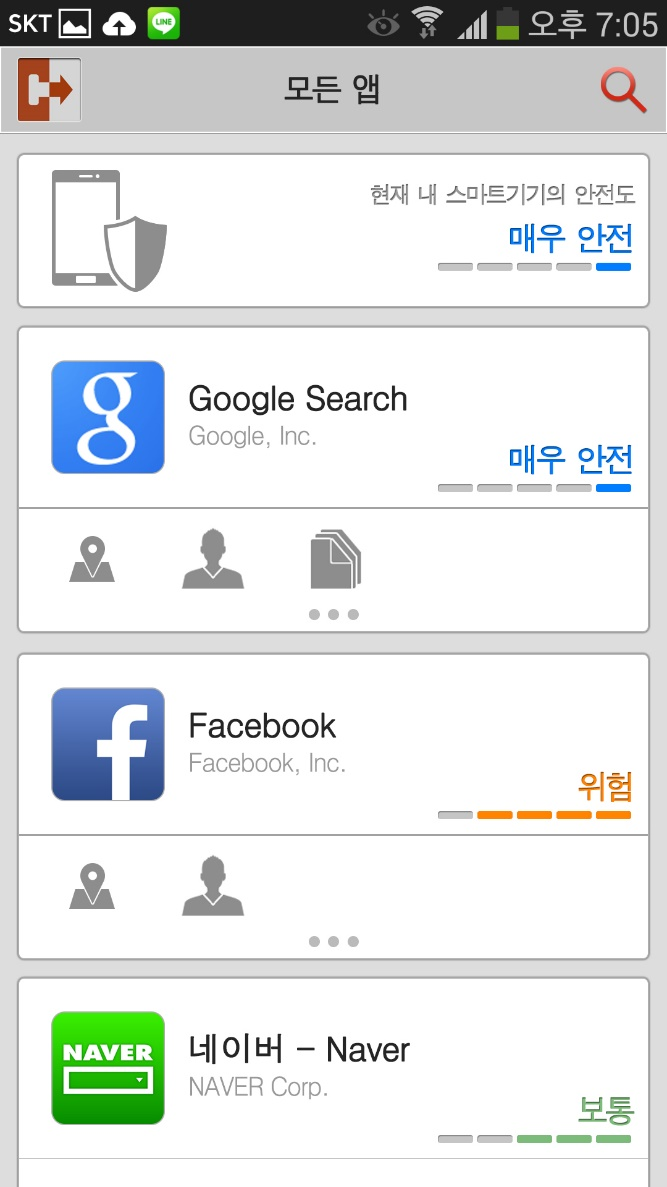 SKT LINE 오후 7:05
모든 앱
현재 내 스마트기기의 안전도
매우 안전
Google Search
Google, Inc.
매우 안전
Facebook
Facebook, Inc.
위험
NAVER
네이버 – Naver
NAVER Corp.
보통